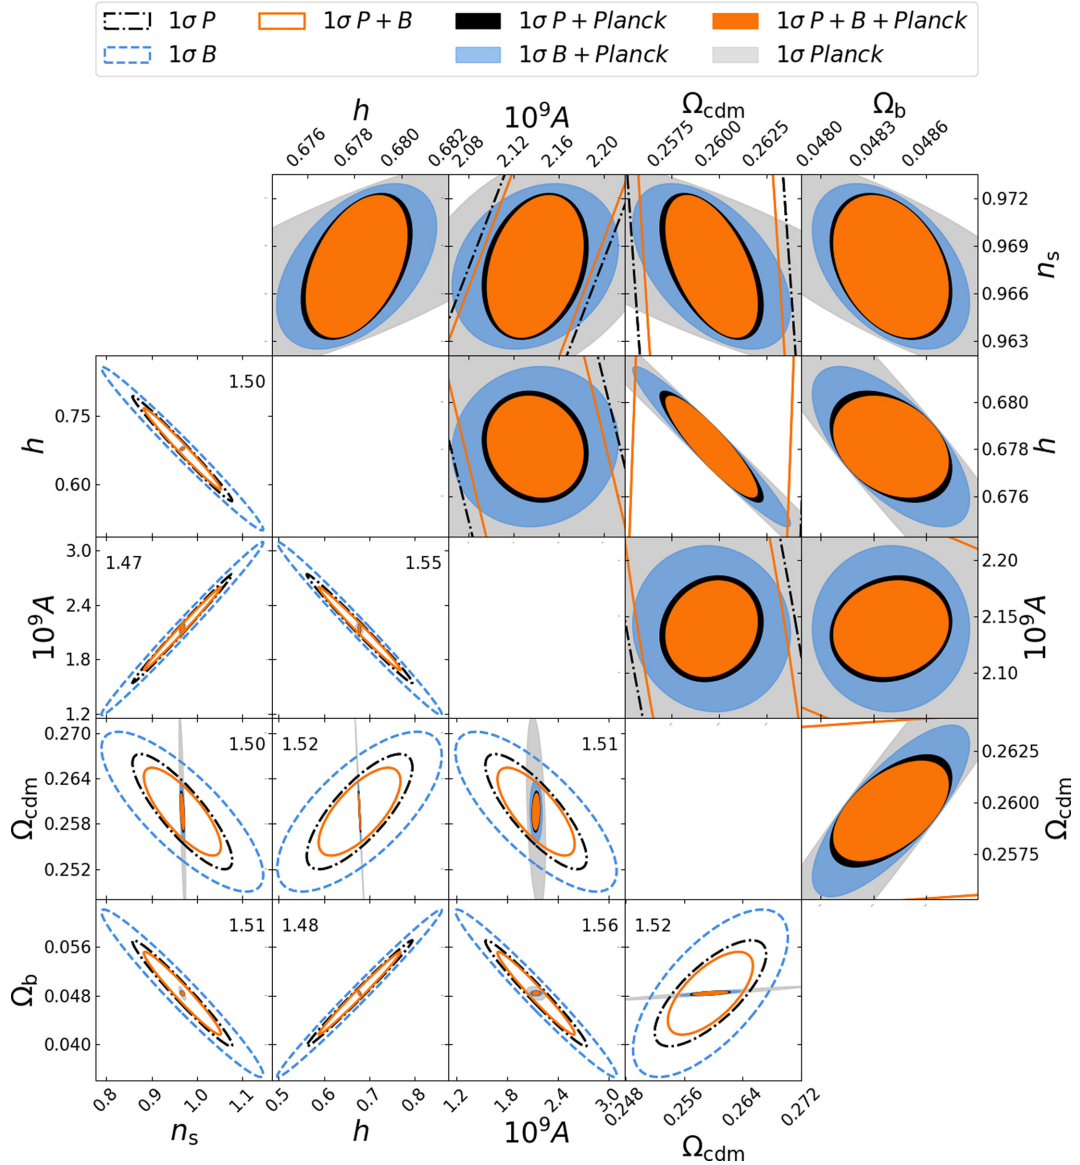 1σ P 1σ P + B 1σ P + Planck 1σ P + B + Planck
1σ B 1σ B + Planck 1σ Planck
h 10⁹A Ω_cdm Ω_b
0.676 0.678 0.680 0.682 2.08 2.12 2.16 2.20 0.2575 0.2600 0.2625 0.0480 0.0483 0.0486
0.972
0.969
n_s
0.966
0.963
1.50
0.75
h
0.60
0.680
0.678
h
0.676
3.0
1.47 1.55
2.4
10⁹A
1.8
1.2
2.20
2.15
10⁹A
2.10
0.270
1.50 1.52 1.51
0.264
Ω_cdm
0.258
0.252
0.2625
0.2600
Ω_cdm
0.2575
1.51 1.48 1.56 1.52
0.056
Ω_b
0.048
0.040
0.8 0.9 1.0 1.1 0.5 0.6 0.7 0.8 1.2 1.8 2.4 3.0 0.248 0.256 0.264 0.272
n_s h 10⁹A Ω_cdm